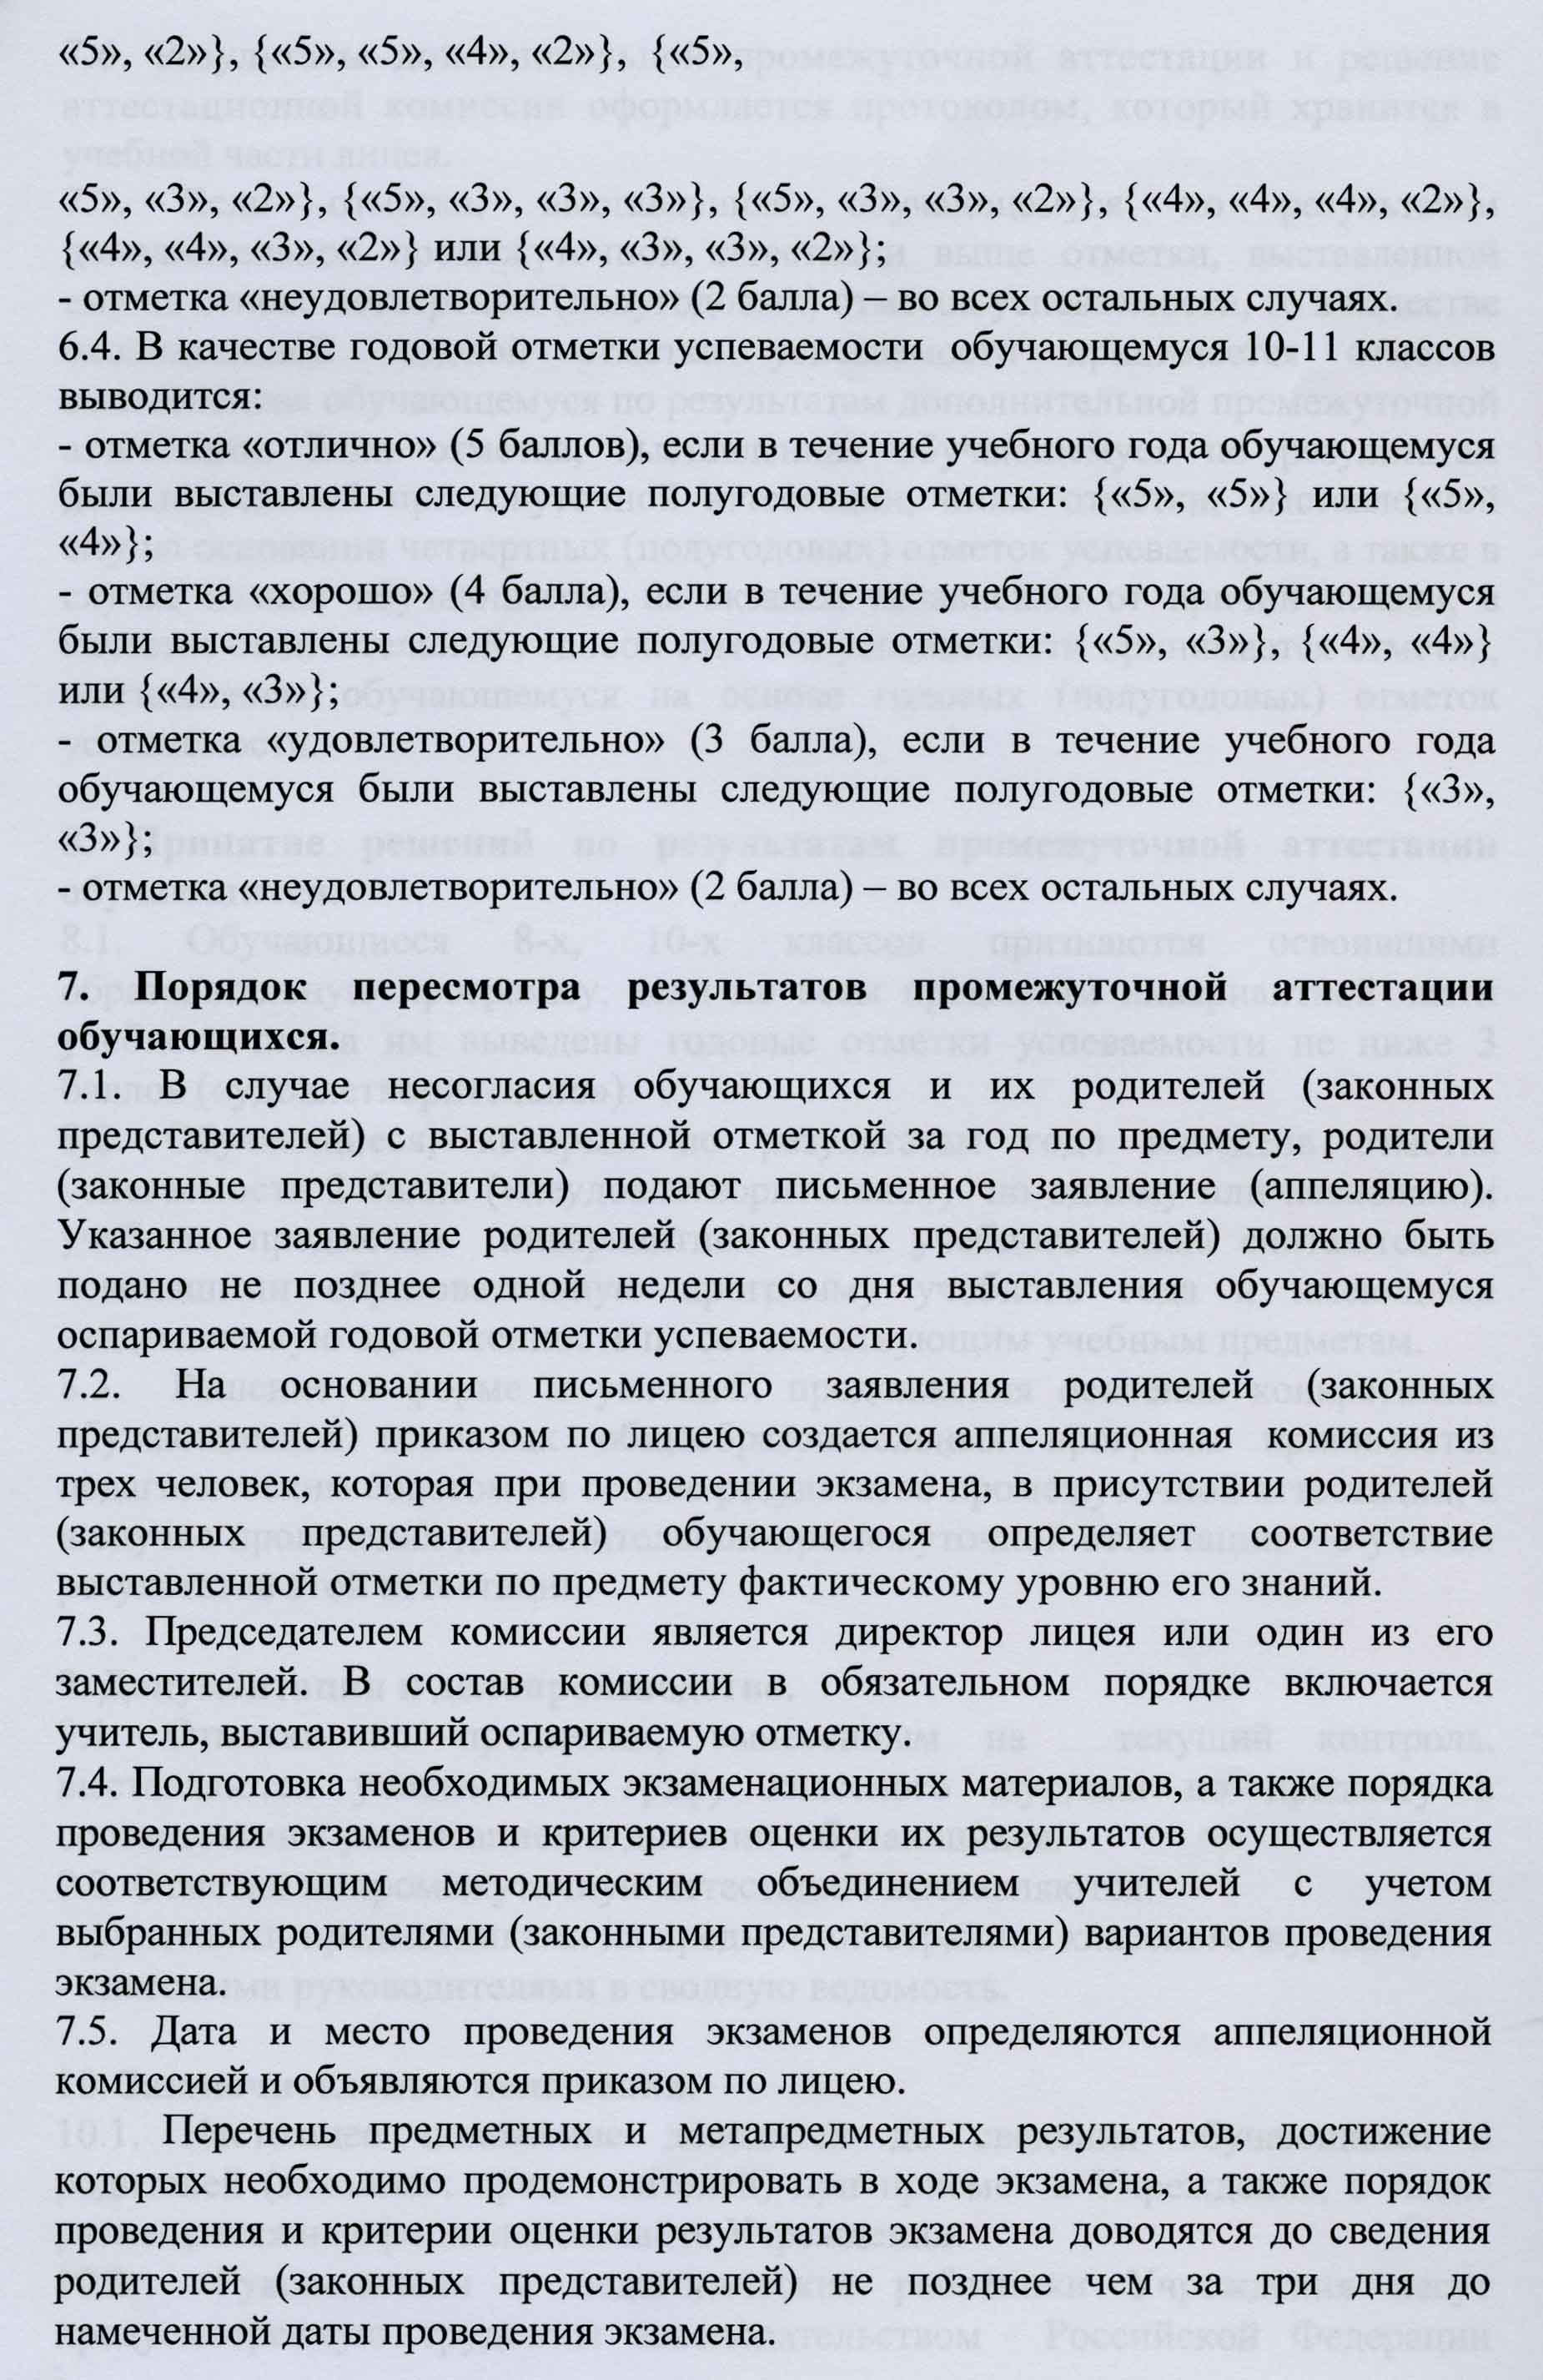 «5», «2»}, {«5», «5», «4», «2»}, {«5»,
«5», «3», «2»}, {«5», «3», «3», «3»}, {«5», «3», «3», «2»}, {«4», «4», «4», «2»},
{«4», «4», «3», «2»} или {«4», «3», «3», «2»};
- отметка «неудовлетворительно» (2 балла) – во всех остальных случаях.
6.4. В качестве годовой отметки успеваемости обучающемуся 10-11 классов
выводится:
- отметка «отлично» (5 баллов), если в течение учебного года обучающемуся
были выставлены следующие полугодовые отметки: {«5», «5»} или {«5»,
«4»};
- отметка «хорошо» (4 балла), если в течение учебного года обучающемуся
были выставлены следующие полугодовые отметки: {«5», «3»}, {«4», «4»}
или {«4», «3»};
- отметка «удовлетворительно» (3 балла), если в течение учебного года
обучающемуся были выставлены следующие полугодовые отметки: {«3»,
«3»};
- отметка «неудовлетворительно» (2 балла) – во всех остальных случаях.
7. Порядок пересмотра результатов промежуточной аттестации
обучающихся.
7.1. В случае несогласия обучающихся и их родителей (законных
представителей) с выставленной отметкой за год по предмету, родители
(законные представители) подают письменное заявление (аппеляцию).
Указанное заявление родителей (законных представителей) должно быть
подано не позднее одной недели со дня выставления обучающемуся
оспариваемой годовой отметки успеваемости.
7.2. На основании письменного заявления родителей (законных
представителей) приказом по лицею создается аппеляционная комиссия из
трех человек, которая при проведении экзамена, в присутствии родителей
(законных представителей) обучающегося определяет соответствие
выставленной отметки по предмету фактическому уровню его знаний.
7.3. Председателем комиссии является директор лицея или один из его
заместителей. В состав комиссии в обязательном порядке включается
учитель, выставивший оспариваемую отметку.
7.4. Подготовка необходимых экзаменационных материалов, а также порядка
проведения экзаменов и критериев оценки их результатов осуществляется
соответствующим методическим объединением учителей с учетом
выбранных родителями (законными представителями) вариантов проведения
экзамена.
7.5. Дата и место проведения экзаменов определяются аппеляционной
комиссией и объявляются приказом по лицею.
Перечень предметных и метапредметных результатов, достижение
которых необходимо продемонстрировать в ходе экзамена, а также порядок
проведения и критерии оценки результатов экзамена доводятся до сведения
родителей (законных представителей) не позднее чем за три дня до
намеченной даты проведения экзамена.